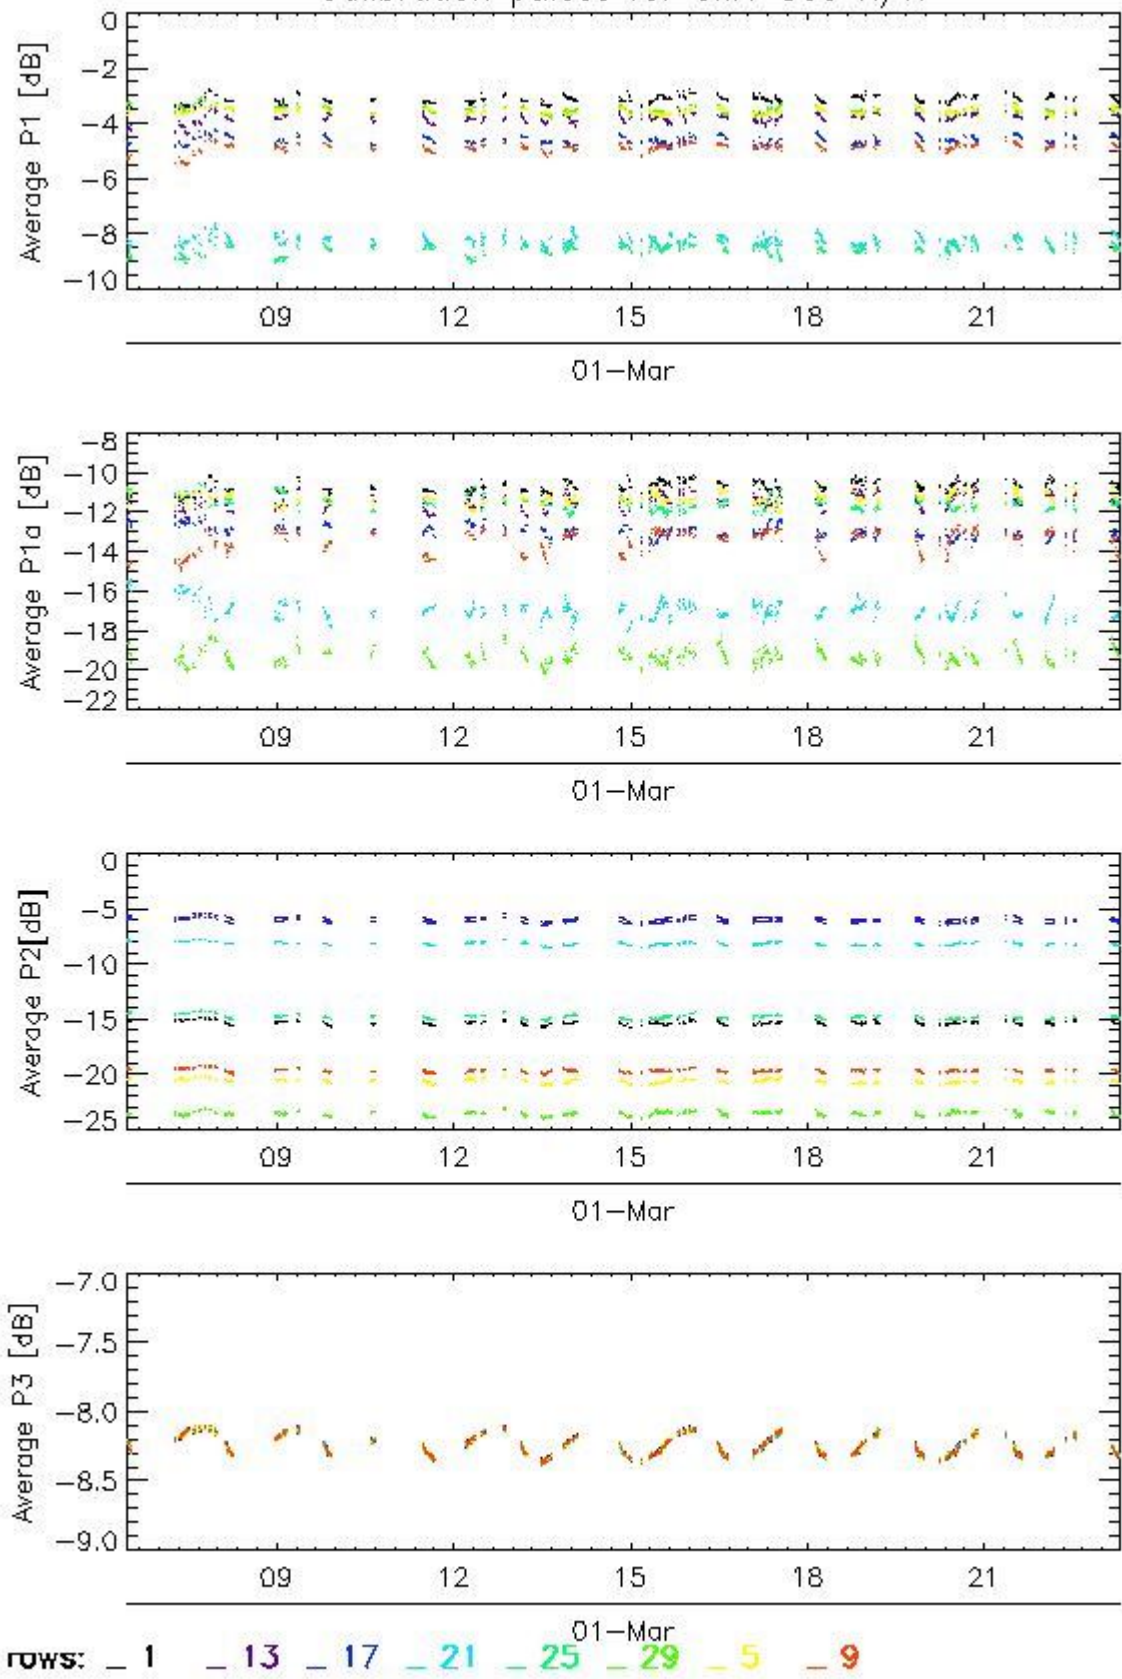 Average P1 [dB]
0
−2
−4
−6
−8
−10
09 12 15 18 21
01−Mar
Average P1a [dB]
−8
−10
−12
−14
−16
−18
−20
−22
09 12 15 18 21
01−Mar
Average P2[dB]
0
−5
−10
−15
−20
−25
09 12 15 18 21
01−Mar
Average P3 [dB]
−7.0
−7.5
−8.0
−8.5
−9.0
09 12 15 18 21
01−Mar
rows: _ 1 _ 13 _ 17 _ 21 _ 25 _ 29 _ 5 _ 9